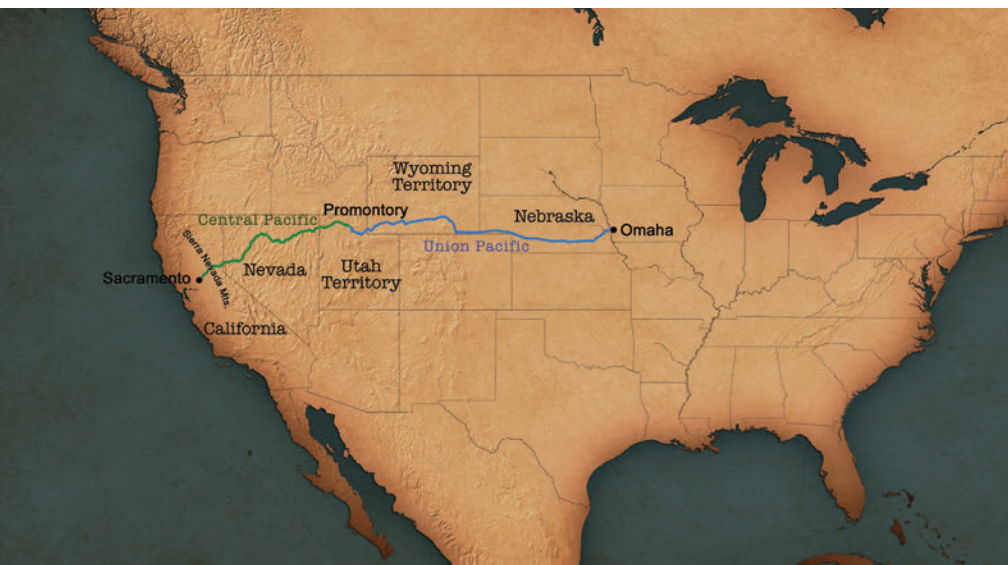 Wyoming
Territory
Promontory
Central Pacific
Nebraska
Omaha
Union Pacific
Sierra Nevada Mts.
Sacramento
Nevada
Utah
Territory
California